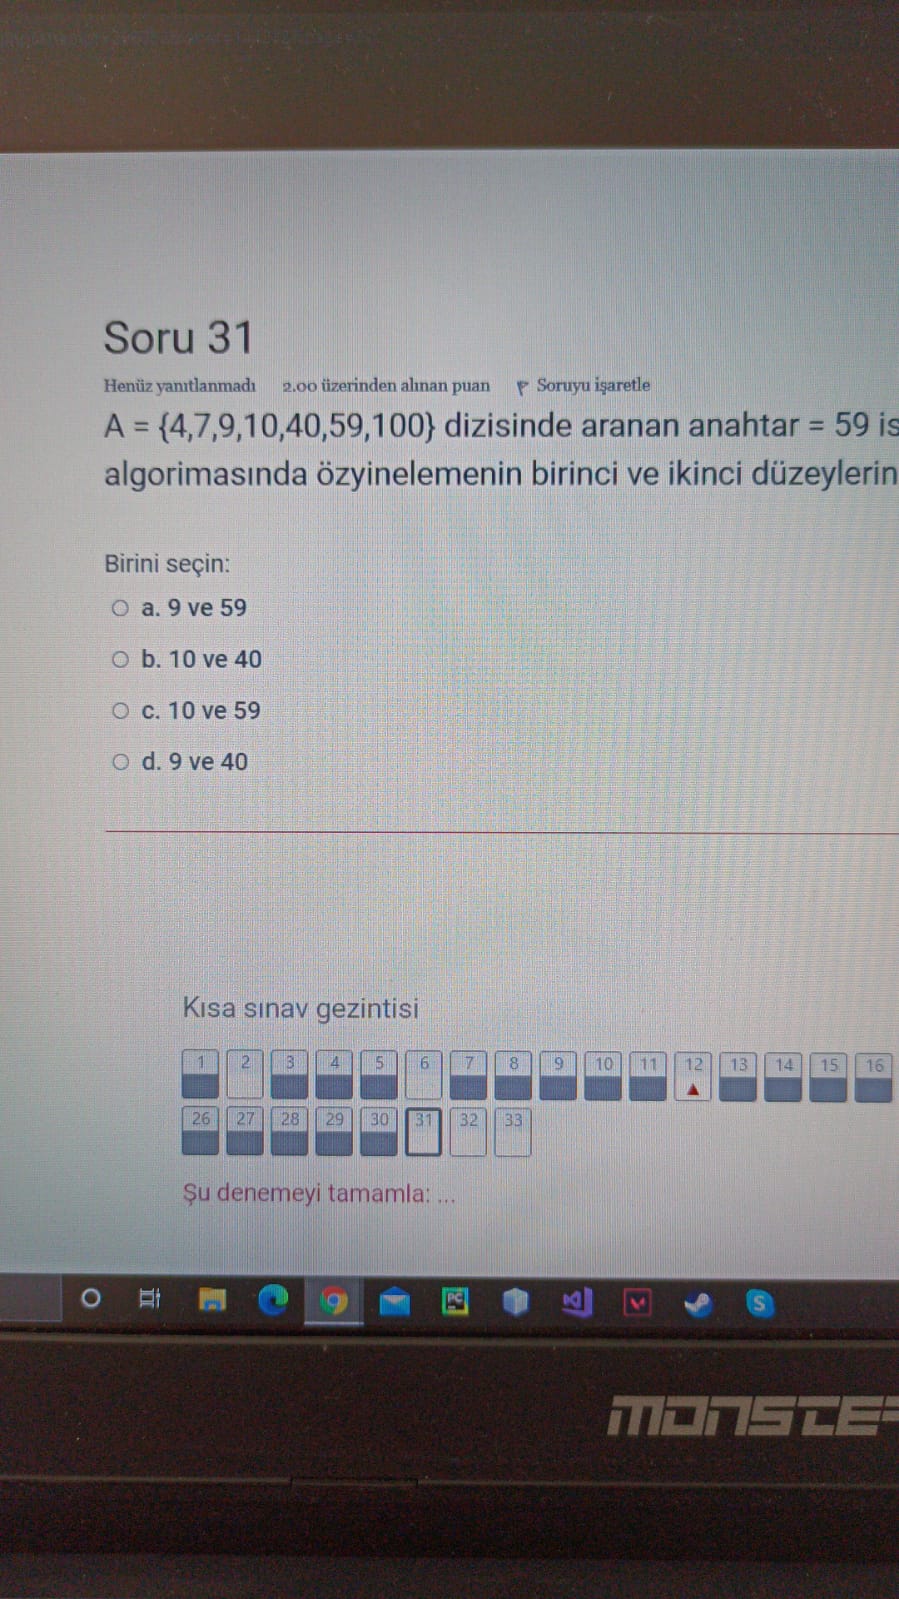 Soru 31
Henüz yanıtlanmadı 2.00 üzerinden alınan puan Soruyu işaretle
A = {4,7,9,10,40,59,100} dizisinde aranan anahtar = 59 is
algorimasında özyinelemenin birinci ve ikinci düzeylerin
Birini seçin:
a. 9 ve 59
b. 10 ve 40
c. 10 ve 59
d. 9 ve 40
Kısa sınav gezintisi
1 2 3 4 5 6 7 8 9 10 11 12 13 14 15 16
26 27 28 29 30 31 32 33
Şu denemeyi tamamla: ...
PC
S
MONSTE